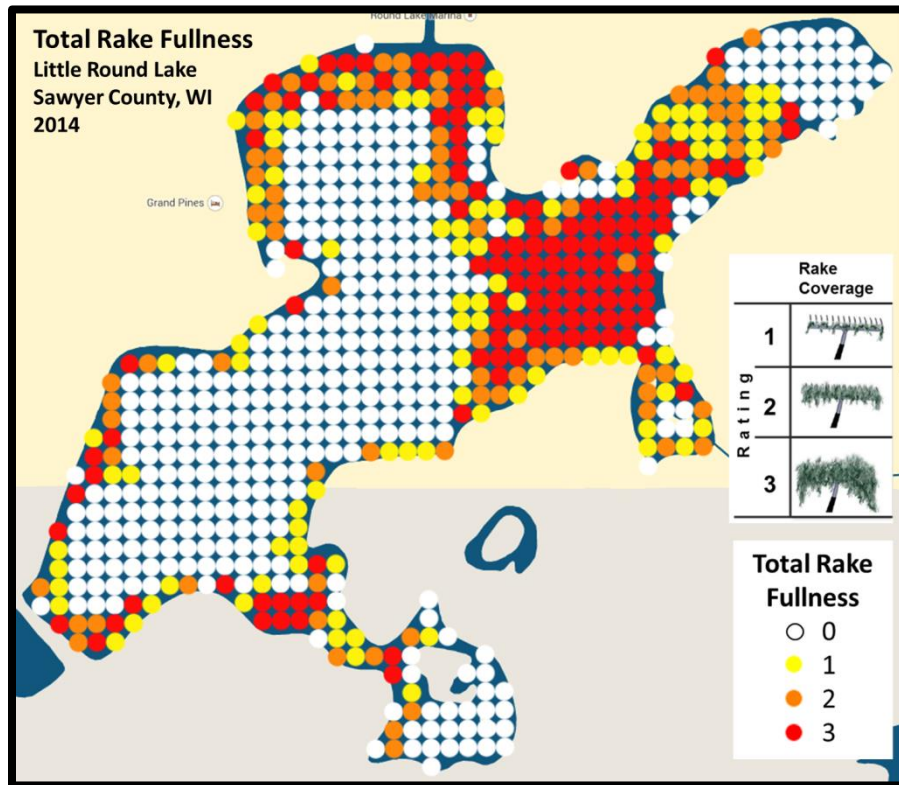 Round Lake Marina
Total Rake Fullness
Little Round Lake
Sawyer County, WI
2014
Grand Pines
Rake
Coverage
Rating
1
2
3
Total Rake
Fullness
0
1
2
3